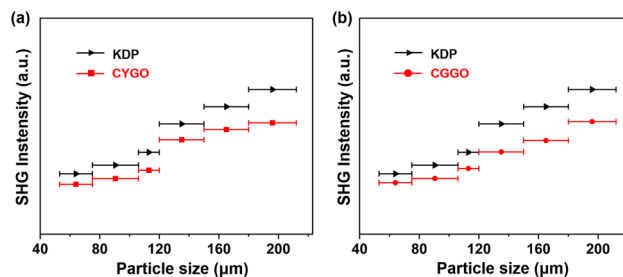 (a)
KDP
CYGO
SHG Instensity (a.u.)
40 80 120 160 200
Particle size (μm)
(b)
KDP
CGGO
SHG Instensity (a.u.)
40 80 120 160 200
Particle size (μm)